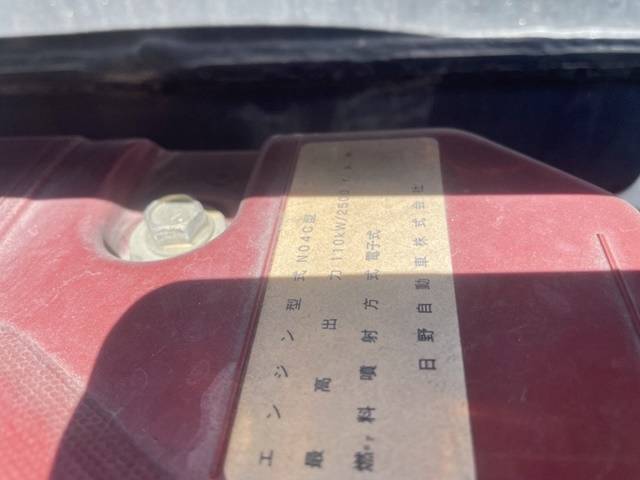 エンジン型式 N04C型
最高出力 110kW/2500 r.p.m
燃料噴射方式 電子式
日野自動車株式会社